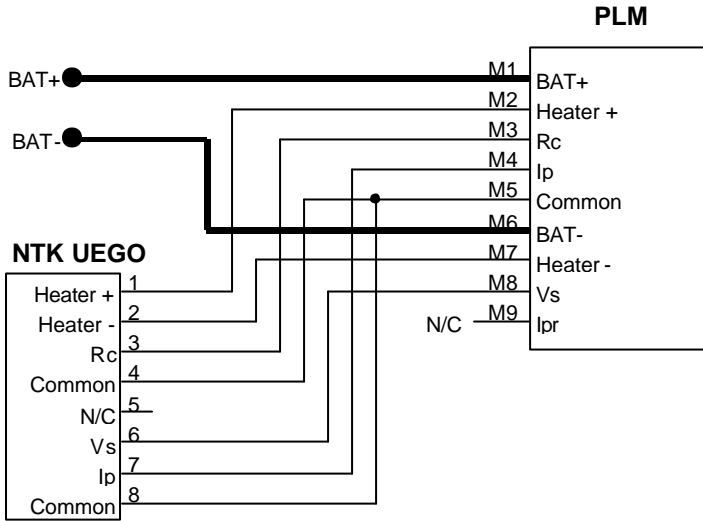 PLM
BAT+
M1
BAT+
M2
Heater +
M3
Rc
BAT-
M4
Ip
M5
Common
M6
BAT-
NTK UEGO
M7
Heater -
1
Heater +
M8
Vs
2
Heater -
N/C
M9
Ipr
3
Rc
4
Common
5
N/C
6
Vs
7
Ip
8
Common